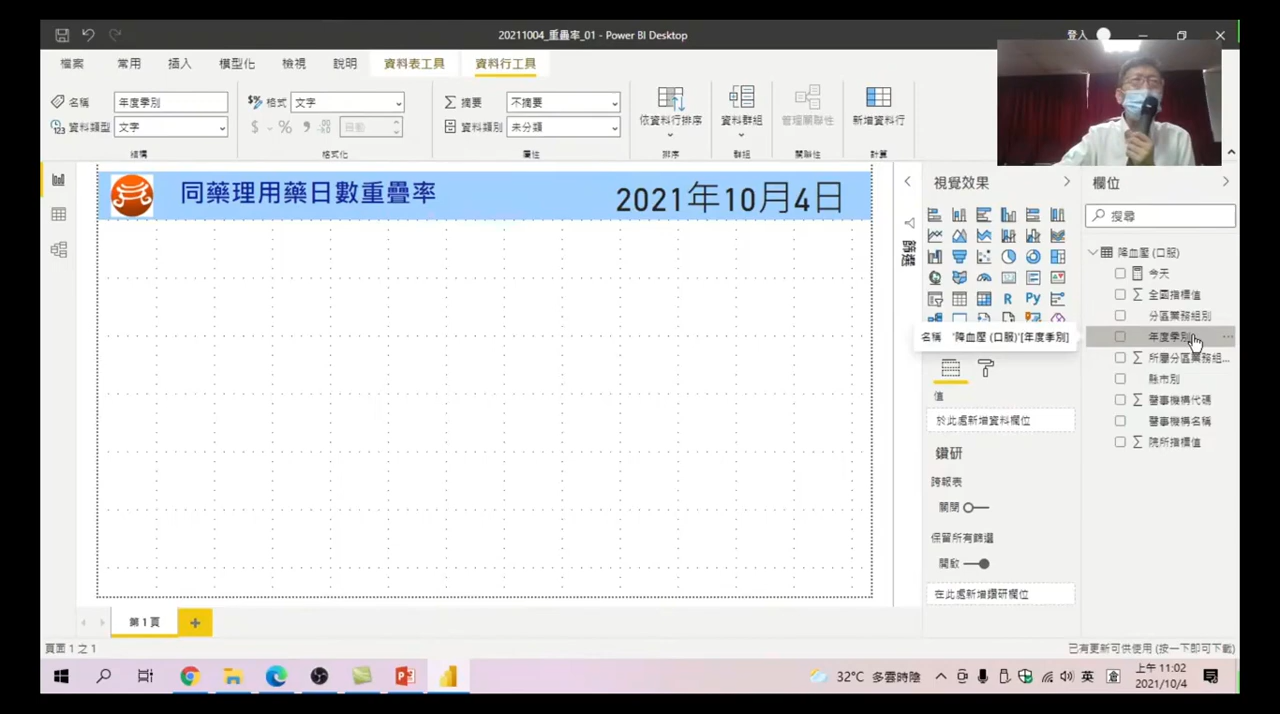 20211004_重疊率_01 - Power BI Desktop
登入
檔案 常用 插入 模型化 檢視 說明 資料表工具 資料行工具
名稱 年度季別
資料類型 文字
結構
格式 文字
$ % 自動
格式化
摘要 不摘要
資料類別 未分類
屬性
依資料行排序
排序
資料群組
群組
管理關聯性
關聯性
新增資料行
計算
同藥理用藥日數重疊率
2021年10月4日
篩選
視覺效果
R Py
名稱 '降血壓 (口服)'[年度季別]
值
於此處新增資料欄位
鑽研
跨報表
關閉
保留所有篩選
開啟
在此處新增鑽研欄位
欄位
搜尋
降血壓 (口服)
今天
全國指標值
分區業務組別
年度季別
所屬分區業務組...
縣市別
醫事機構代碼
醫事機構名稱
院所指標值
第 1 頁
頁面 1 之 1
已有更新可供使用 (按一下即可下載)
32°C 多雲時陰
英
倉
上午 11:02
2021/10/4